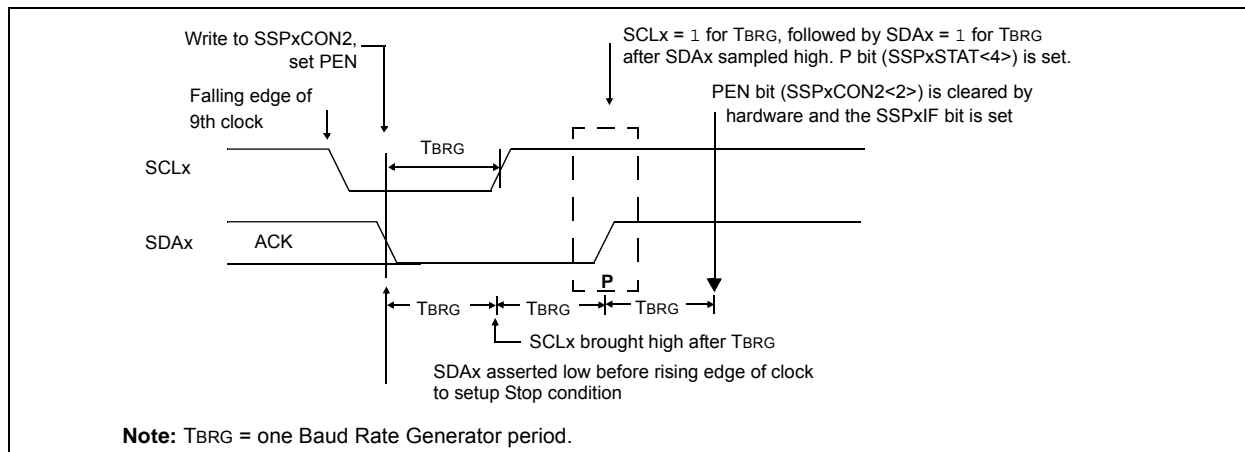 Write to SSPxCON2,
set PEN
SCLx = 1 for TBRG, followed by SDAx = 1 for TBRG
after SDAx sampled high. P bit (SSPxSTAT<4>) is set.
Falling edge of
9th clock
PEN bit (SSPxCON2<2>) is cleared by
hardware and the SSPxIF bit is set
TBRG
SCLx
SDAx
ACK
P
TBRG
TBRG
TBRG
SCLx brought high after TBRG
SDAx asserted low before rising edge of clock
to setup Stop condition
Note: TBRG = one Baud Rate Generator period.